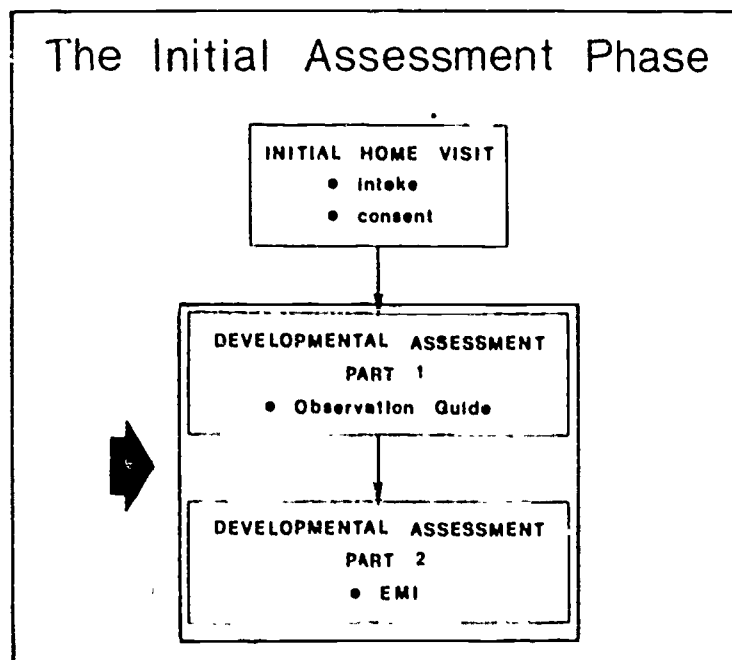 The Initial Assessment Phase
INITIAL HOME VISIT
• intake
• consent
DEVELOPMENTAL ASSESSMENT
PART 1
• Observation Guide
DEVELOPMENTAL ASSESSMENT
PART 2
• EMI